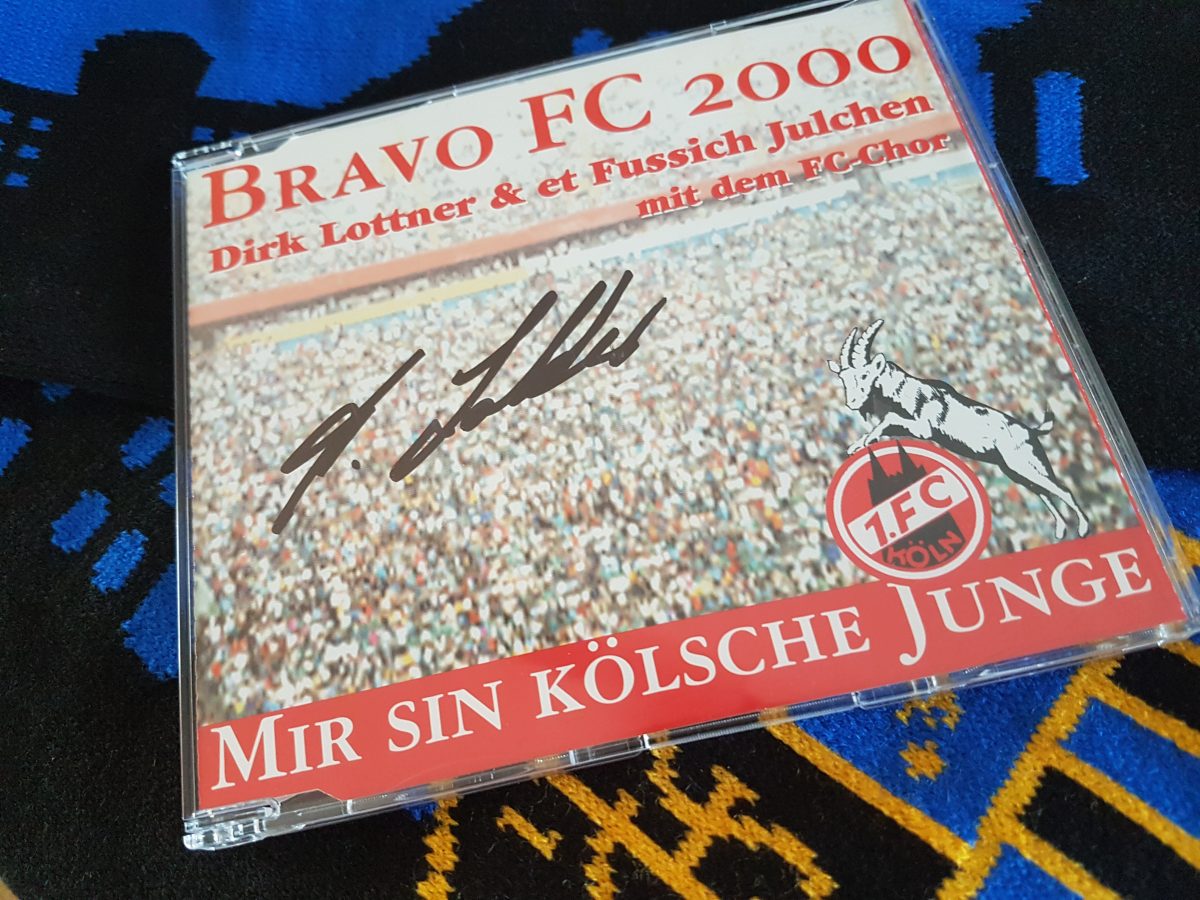 BRAVO FC 2000
Dirk Lottner & et Fussich Julchen
mit dem FC-Chor
D. Lottner
1.FC
KÖLN
MIR SIN KÖLSCHE JUNGE